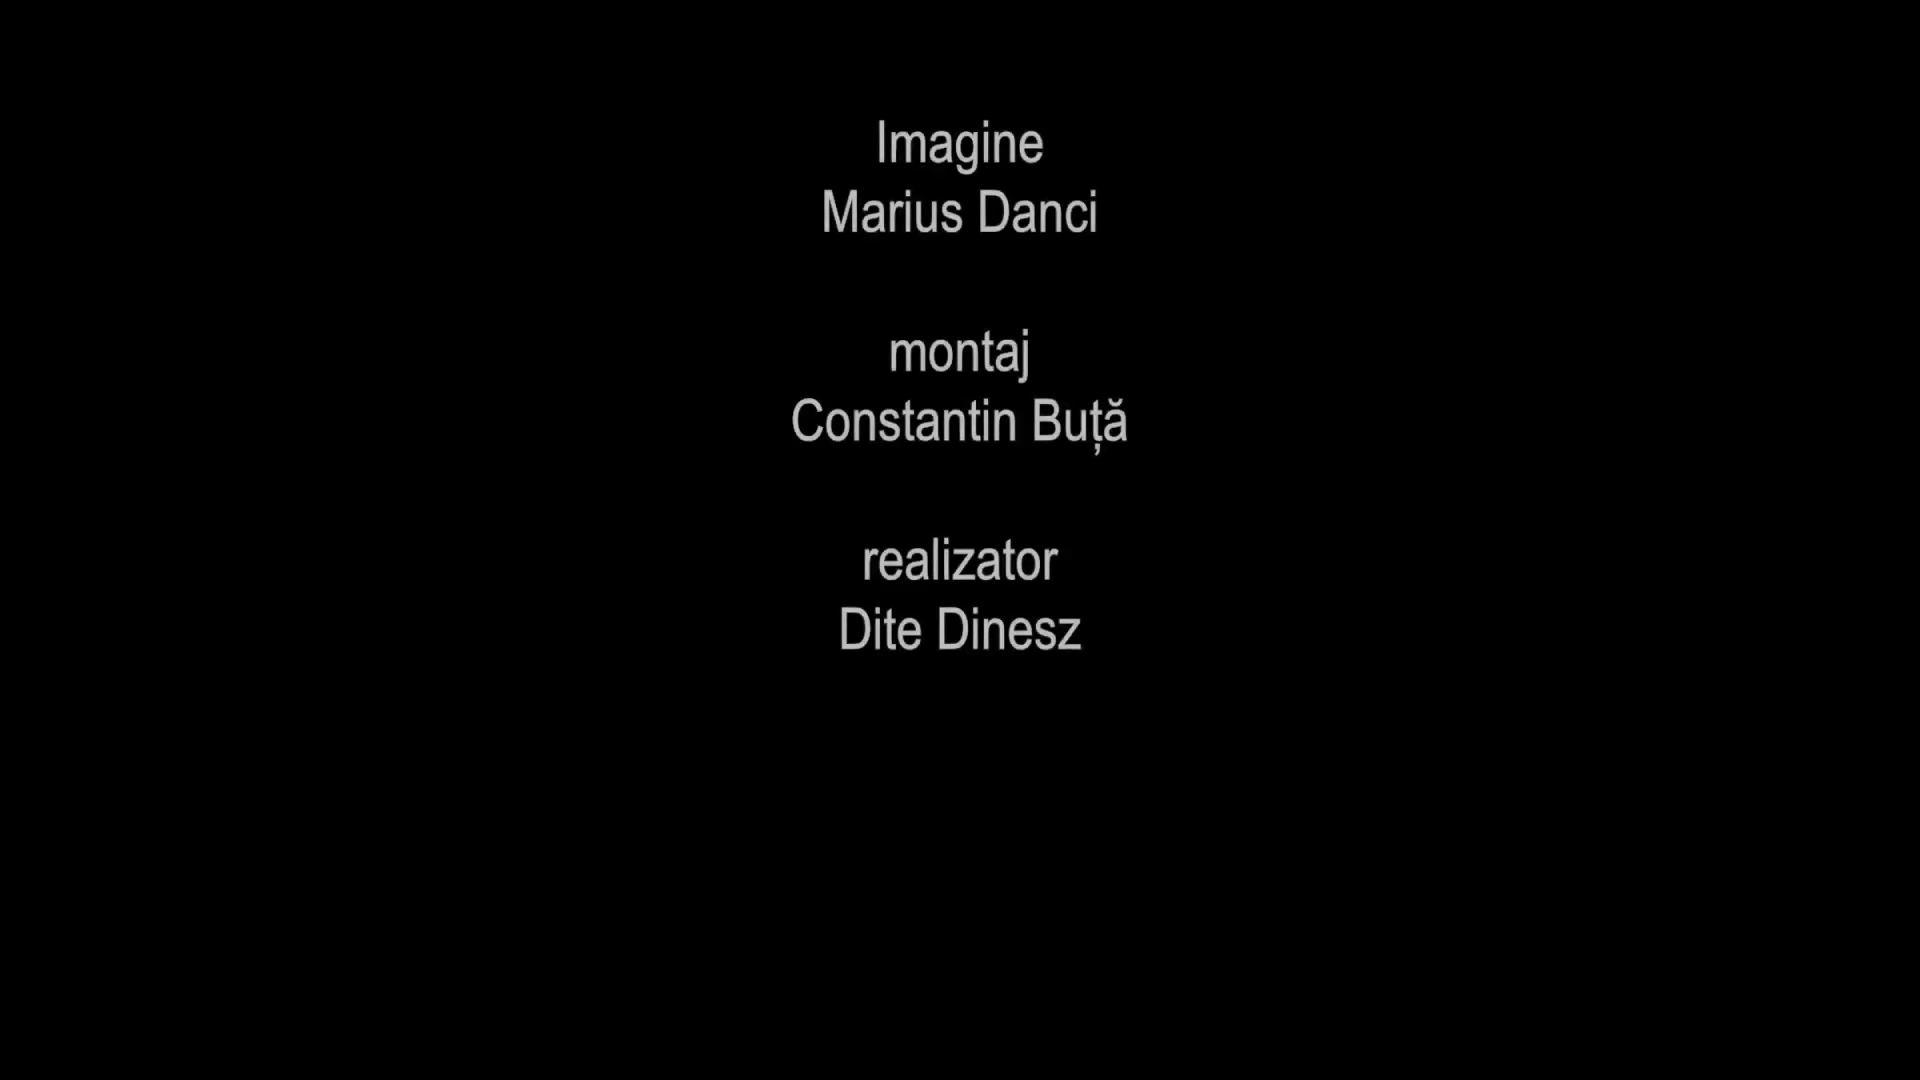 Imagine
Marius Danci
montaj
Constantin Buță
realizator
Dite Dinesz